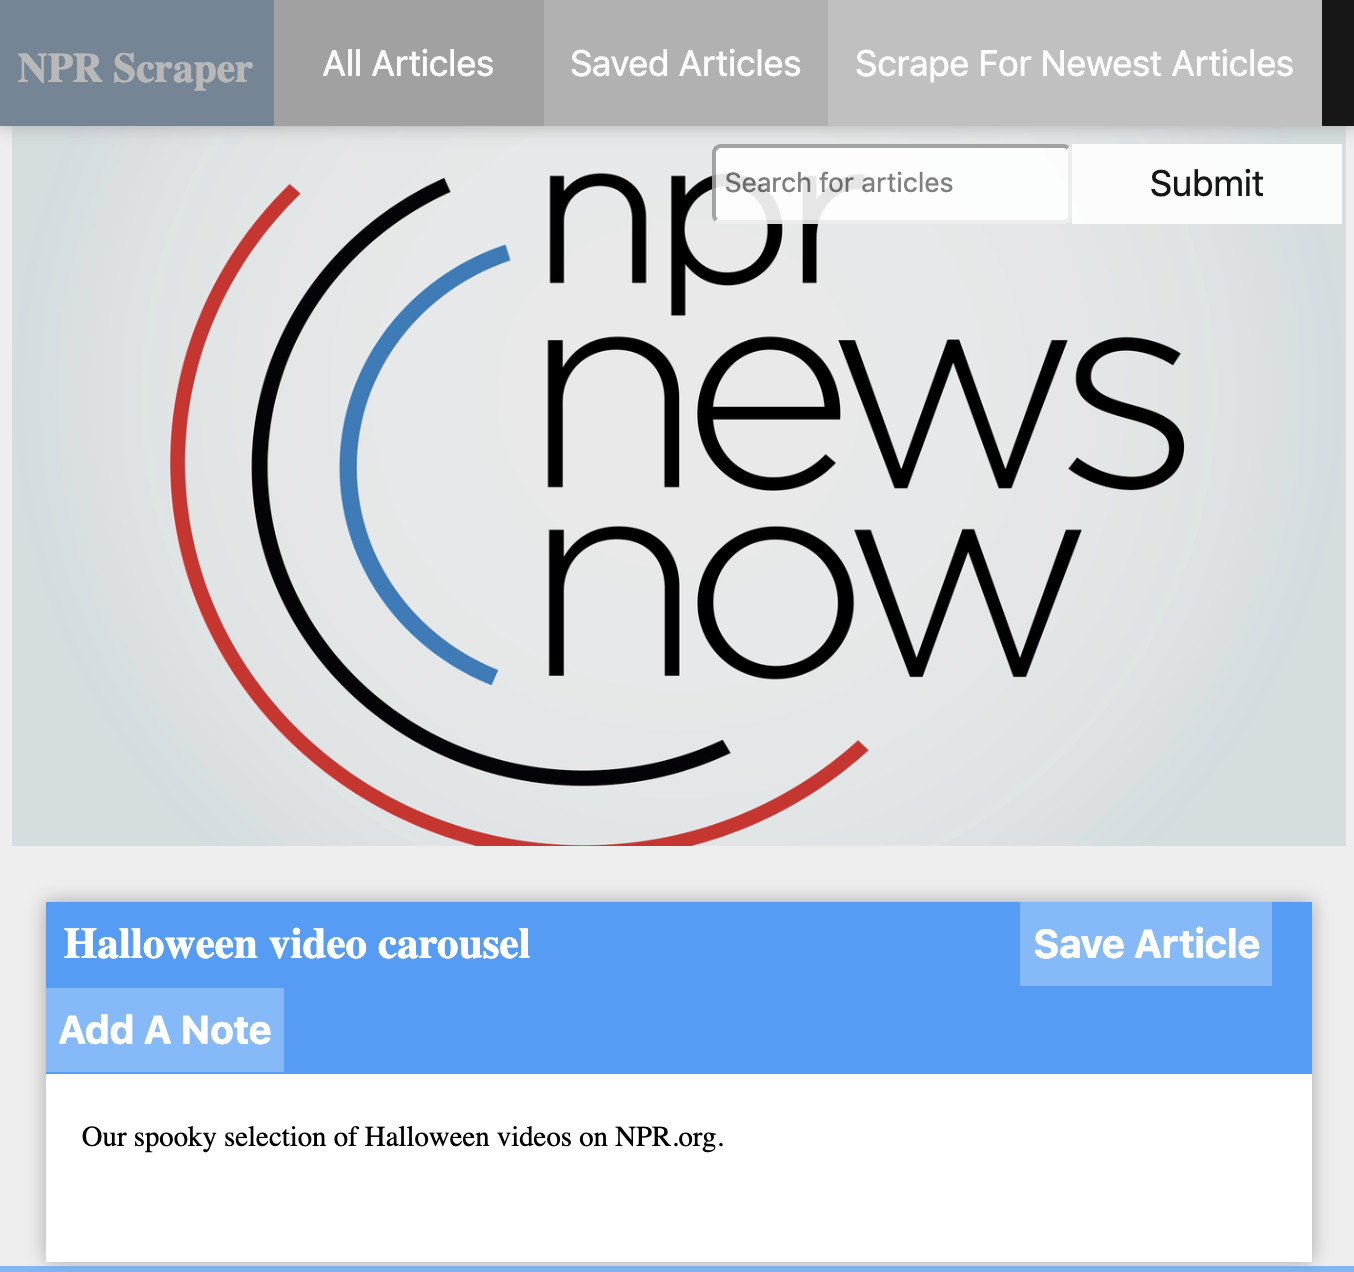 NPR Scraper
All Articles
Saved Articles
Scrape For Newest Articles
Search for articles
Submit
npr
news
now
Halloween video carousel
Save Article
Add A Note
Our spooky selection of Halloween videos on NPR.org.